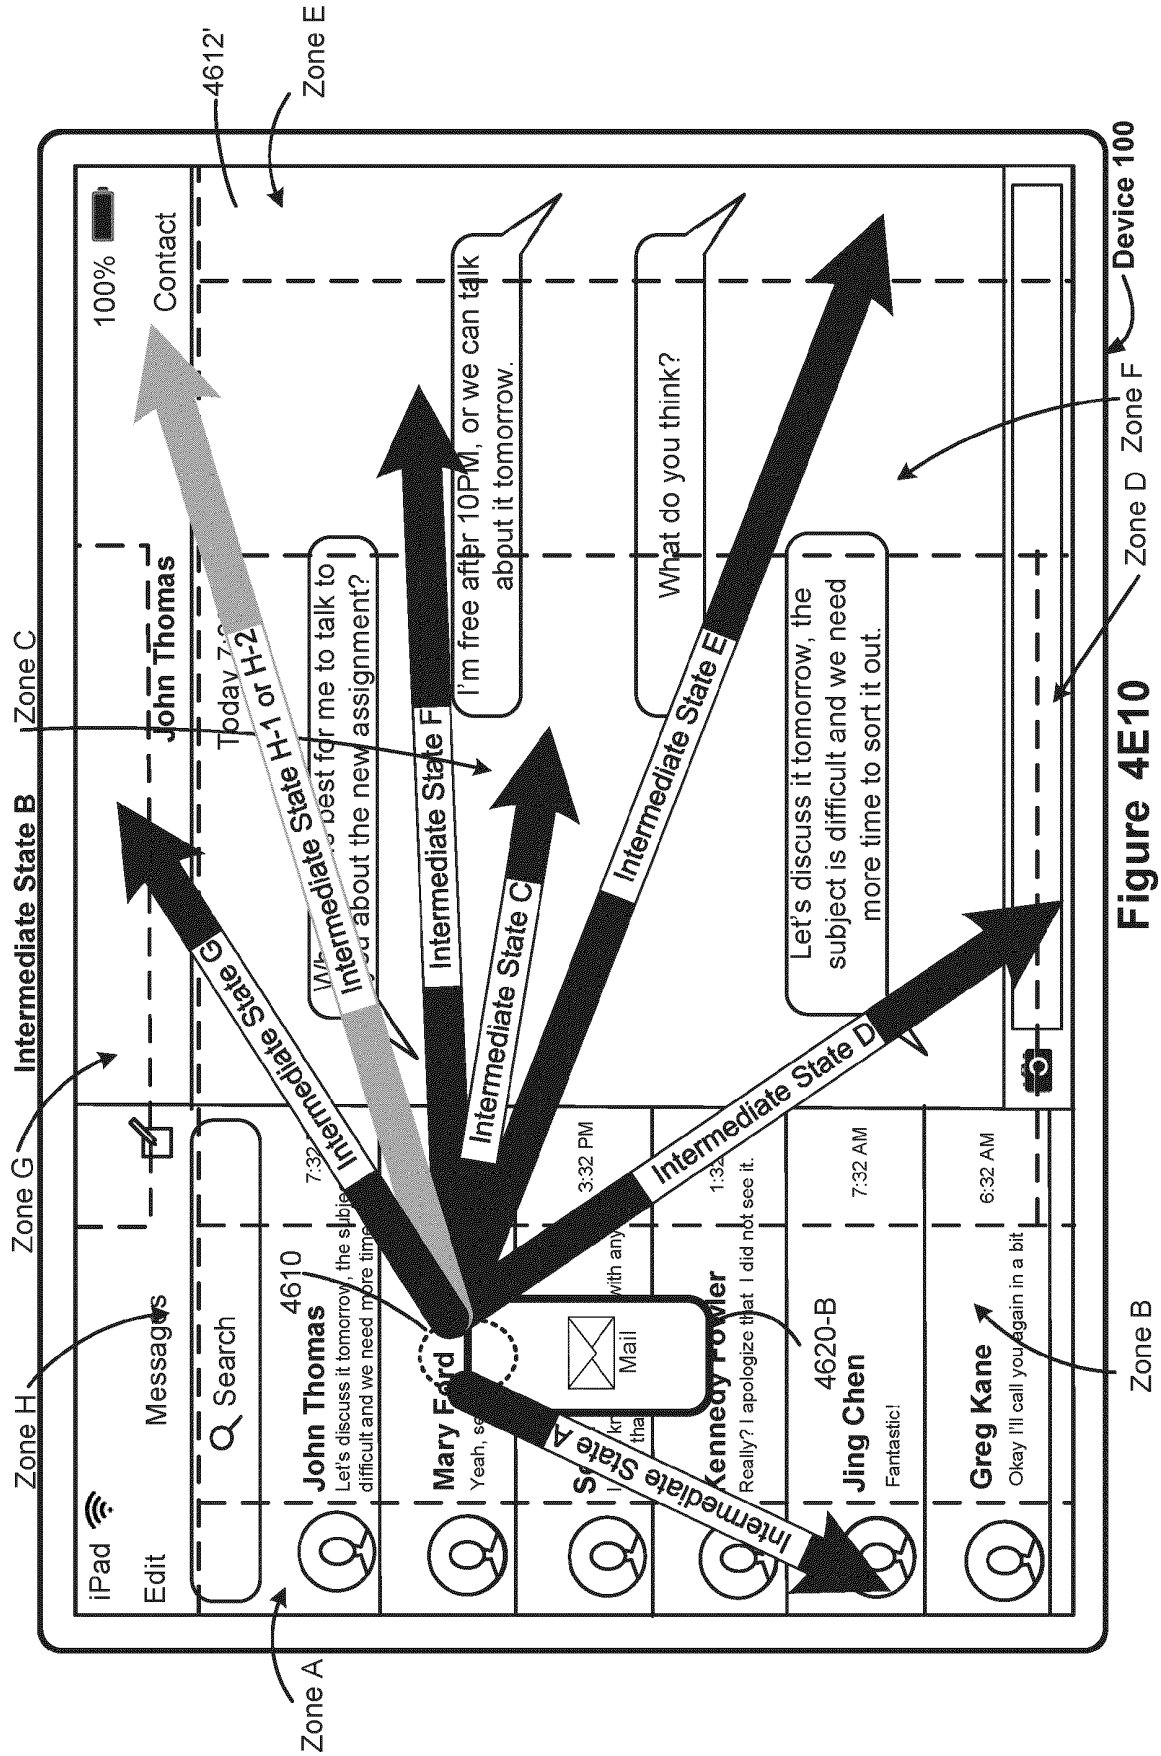 Intermediate State B
Zone H
Zone G
Zone C
4612'
Zone E
Zone A
iPad
100%
Edit
Messages
John Thomas
Contact
Search
Today 7:
John Thomas
7:32
Let's discuss it tomorrow, the subje
difficult and we need more time
4610
Mary Ford
Yeah, se
3:32 PM
with any
kn
that
Kennedy Fowler
1:32
Really? I apologize that I did not see it.
Jing Chen
7:32 AM
Fantastic!
Greg Kane
6:32 AM
Okay I'll call you again in a bit
Mail
4620-B
best for me to talk to
about the new assignment?
I'm free after 10PM, or we can talk
about it tomorrow.
What do you think?
Let's discuss it tomorrow, the
subject is difficult and we need
more time to sort it out.
Intermediate State A
Intermediate State G
Intermediate State H-1 or H-2
Intermediate State F
Intermediate State C
Intermediate State E
Intermediate State D
Zone B
Zone D
Zone F
Device 100
Figure 4E10